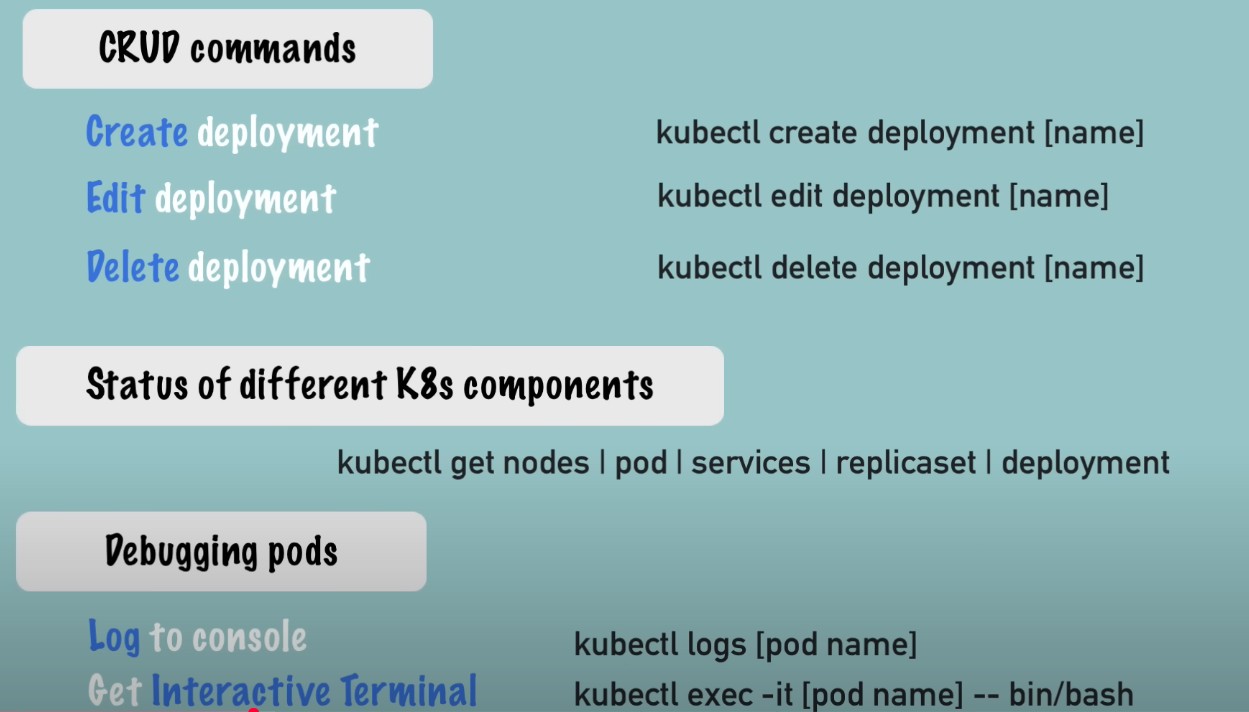 CRUD commands
Create deployment kubectl create deployment [name]
Edit deployment kubectl edit deployment [name]
Delete deployment kubectl delete deployment [name]
Status of different K8s components
kubectl get nodes | pod | services | replicaset | deployment
Debugging pods
Log to console kubectl logs [pod name]
Get Interactive Terminal kubectl exec -it [pod name] -- bin/bash